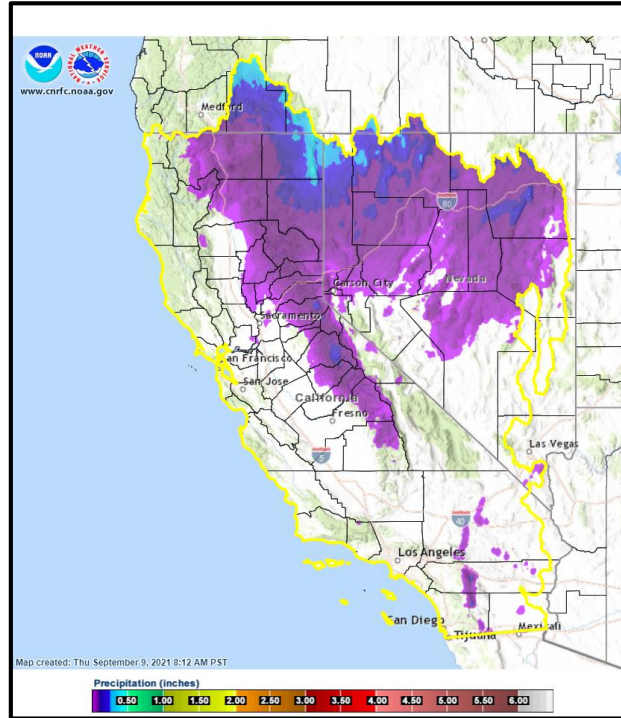 NOAA
www.cnrfc.noaa.gov
Medford
80
Carson City
Nevada
Sacramento
San Francisco
San Jose
California
Fresno
5
Las Vegas
40
Los Angeles
San Diego
Tijuana
Mexicali
Map created: Thu September 9, 2021 8:12 AM PST
Precipitation (inches)
0.50 1.00 1.50 2.00 2.50 3.00 3.50 4.00 4.50 5.00 5.50 6.00